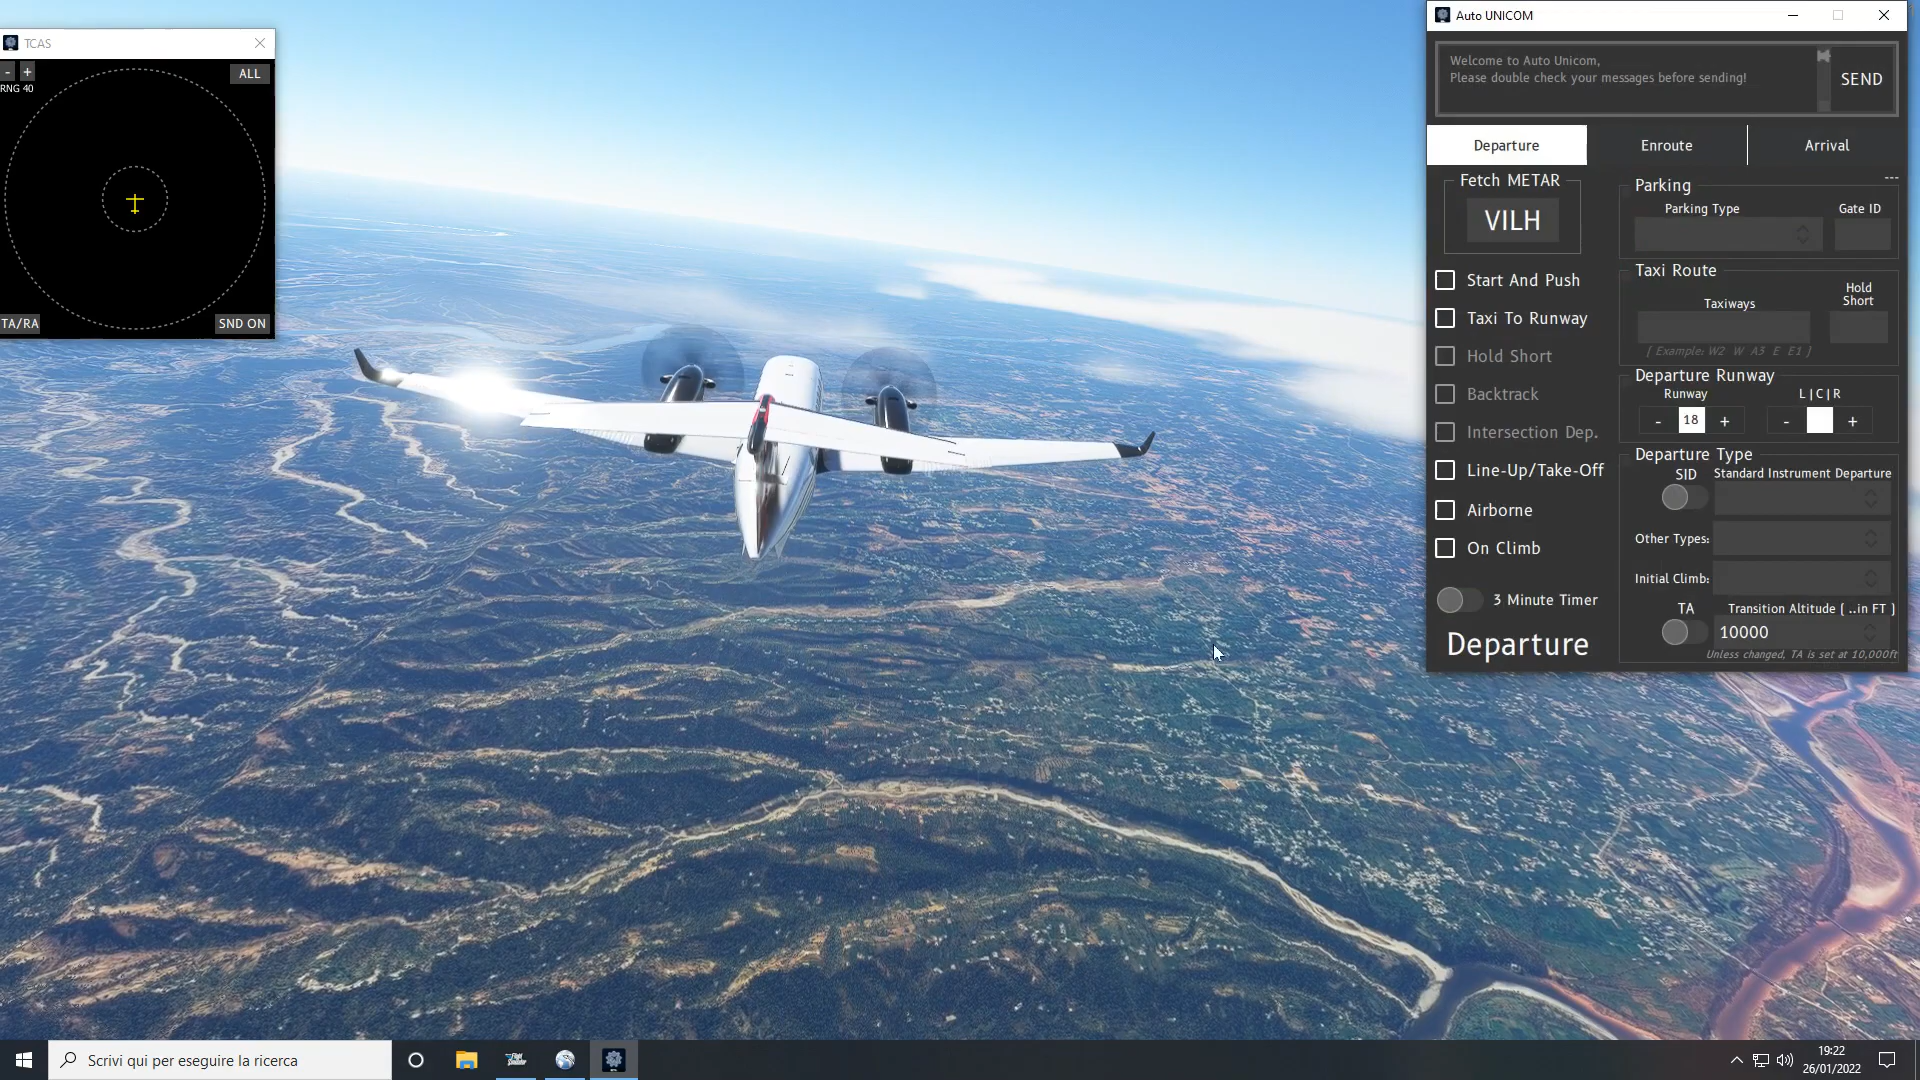 TCAS
- +
RNG 40
ALL
TA/RA
SND ON
Auto UNICOM
Welcome to Auto Unicom,
Please double check your messages before sending!
SEND
Departure
Enroute
Arrival
Fetch METAR
VILH
Start And Push
Taxi To Runway
Hold Short
Backtrack
Intersection Dep.
Line-Up/Take-Off
Airborne
On Climb
3 Minute Timer
Departure
---
Parking
Parking Type
Gate ID
Taxi Route
Taxiways
Hold
Short
[ Example: W2 W A3 E E1 ]
Departure Runway
Runway
L|C|R
- 18 +
- +
Departure Type
SID
Standard Instrument Departure
Other Types:
Initial Climb:
TA
Transition Altitude ( ..in FT )
10000
Unless changed, TA is set at 10,000ft
Scrivi qui per eseguire la ricerca
19:22
26/01/2022